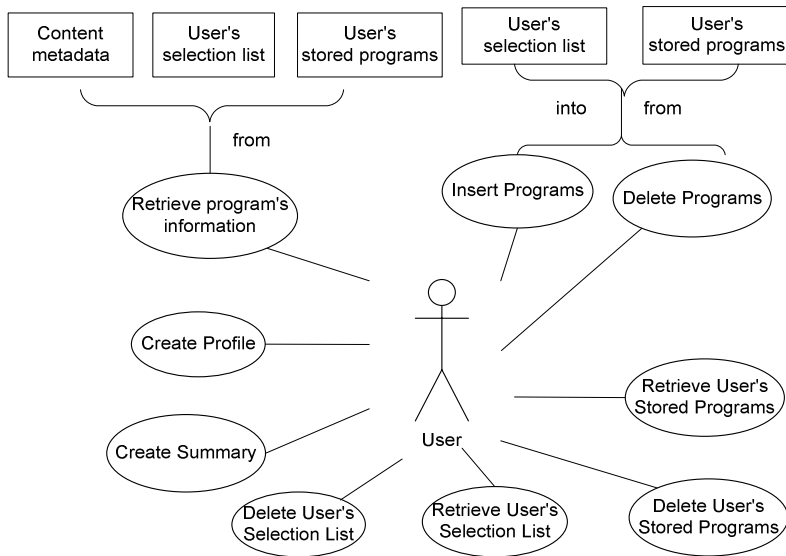 Content
metadata
User's
selection list
User's
stored programs
User's
selection list
User's
stored programs
from
into
from
Retrieve program's
information
Insert Programs
Delete Programs
Create Profile
Retrieve User's
Stored Programs
Create Summary
User
Delete User's
Selection List
Retrieve User's
Selection List
Delete User's
Stored Programs